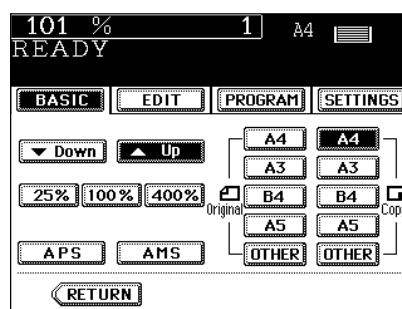 101 % 1 A4
READY
BASIC EDIT PROGRAM SETTINGS
Down Up
25% 100% 400%
APS AMS
Original
A4
A3
B4
A5
OTHER
A4
A3
B4
A5
OTHER
Cop
RETURN